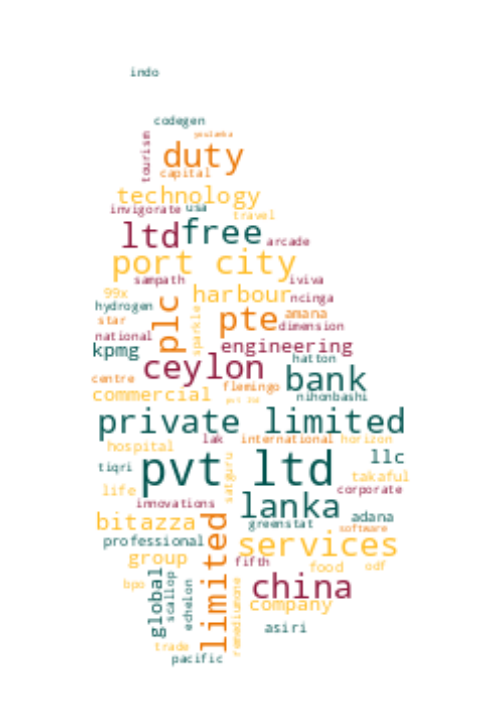 indo
codegen
yoslanka
tourism
duty
capital
technology
invigorate usa
travel
ltd free
arcade
port city
sampath iviva
99x harbour ncinga
hydrogen
plc
sparkle
pte amana
star
dimension
national
engineering
kpmg
hatton
ceylon
centre
flemingo
bank
commercial
pvt ltd
nihonbashi
private limited
lak international horizon
hospital
llc
tiqri
pvt ltd
satguru
takaful
life
corporate
innovations
lanka
bitazza
greenstat
adana
software
professional
limited
services
group
fifth
food odf
global
scallop
echelon
bpo
remediumone
china
company
asiri
trade
pacific